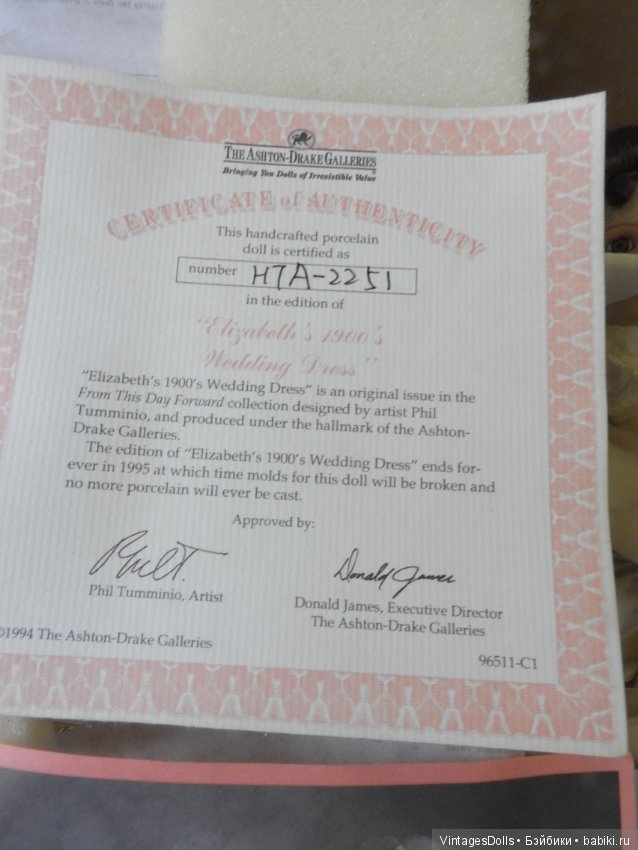 THE ASHTON-DRAKE GALLERIES
Bringing You Dolls of Irresistible Value
CERTIFICATE of AUTHENTICITY
This handcrafted porcelain
doll is certified as
number HTA-2251
in the edition of
"Elizabeth's 1900's
Wedding Dress"
"Elizabeth's 1900's Wedding Dress" is an original issue in the
From This Day Forward collection designed by artist Phil
Tumminio, and produced under the hallmark of the Ashton-
Drake Galleries.
The edition of "Elizabeth's 1900's Wedding Dress" ends for-
ever in 1995 at which time molds for this doll will be broken and
no more porcelain will ever be cast.
Approved by:
Phil T.
Donald James
Phil Tumminio, Artist
Donald James, Executive Director
The Ashton-Drake Galleries
©1994 The Ashton-Drake Galleries
96511-C1
VintagesDolls • Бэйбики • babiki.ru